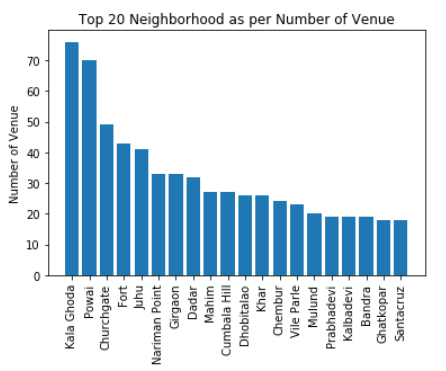 Top 20 Neighborhood as per Number of Venue
Number of Venue
70
60
50
40
30
20
10
0
Kala Ghoda
Powai
Churchgate
Fort
Juhu
Nariman Point
Girgaon
Dadar
Mahim
Cumbala Hill
Dhobitalao
Khar
Chembur
Vile Parle
Mulund
Prabhadevi
Kalbadevi
Bandra
Ghatkopar
Santacruz